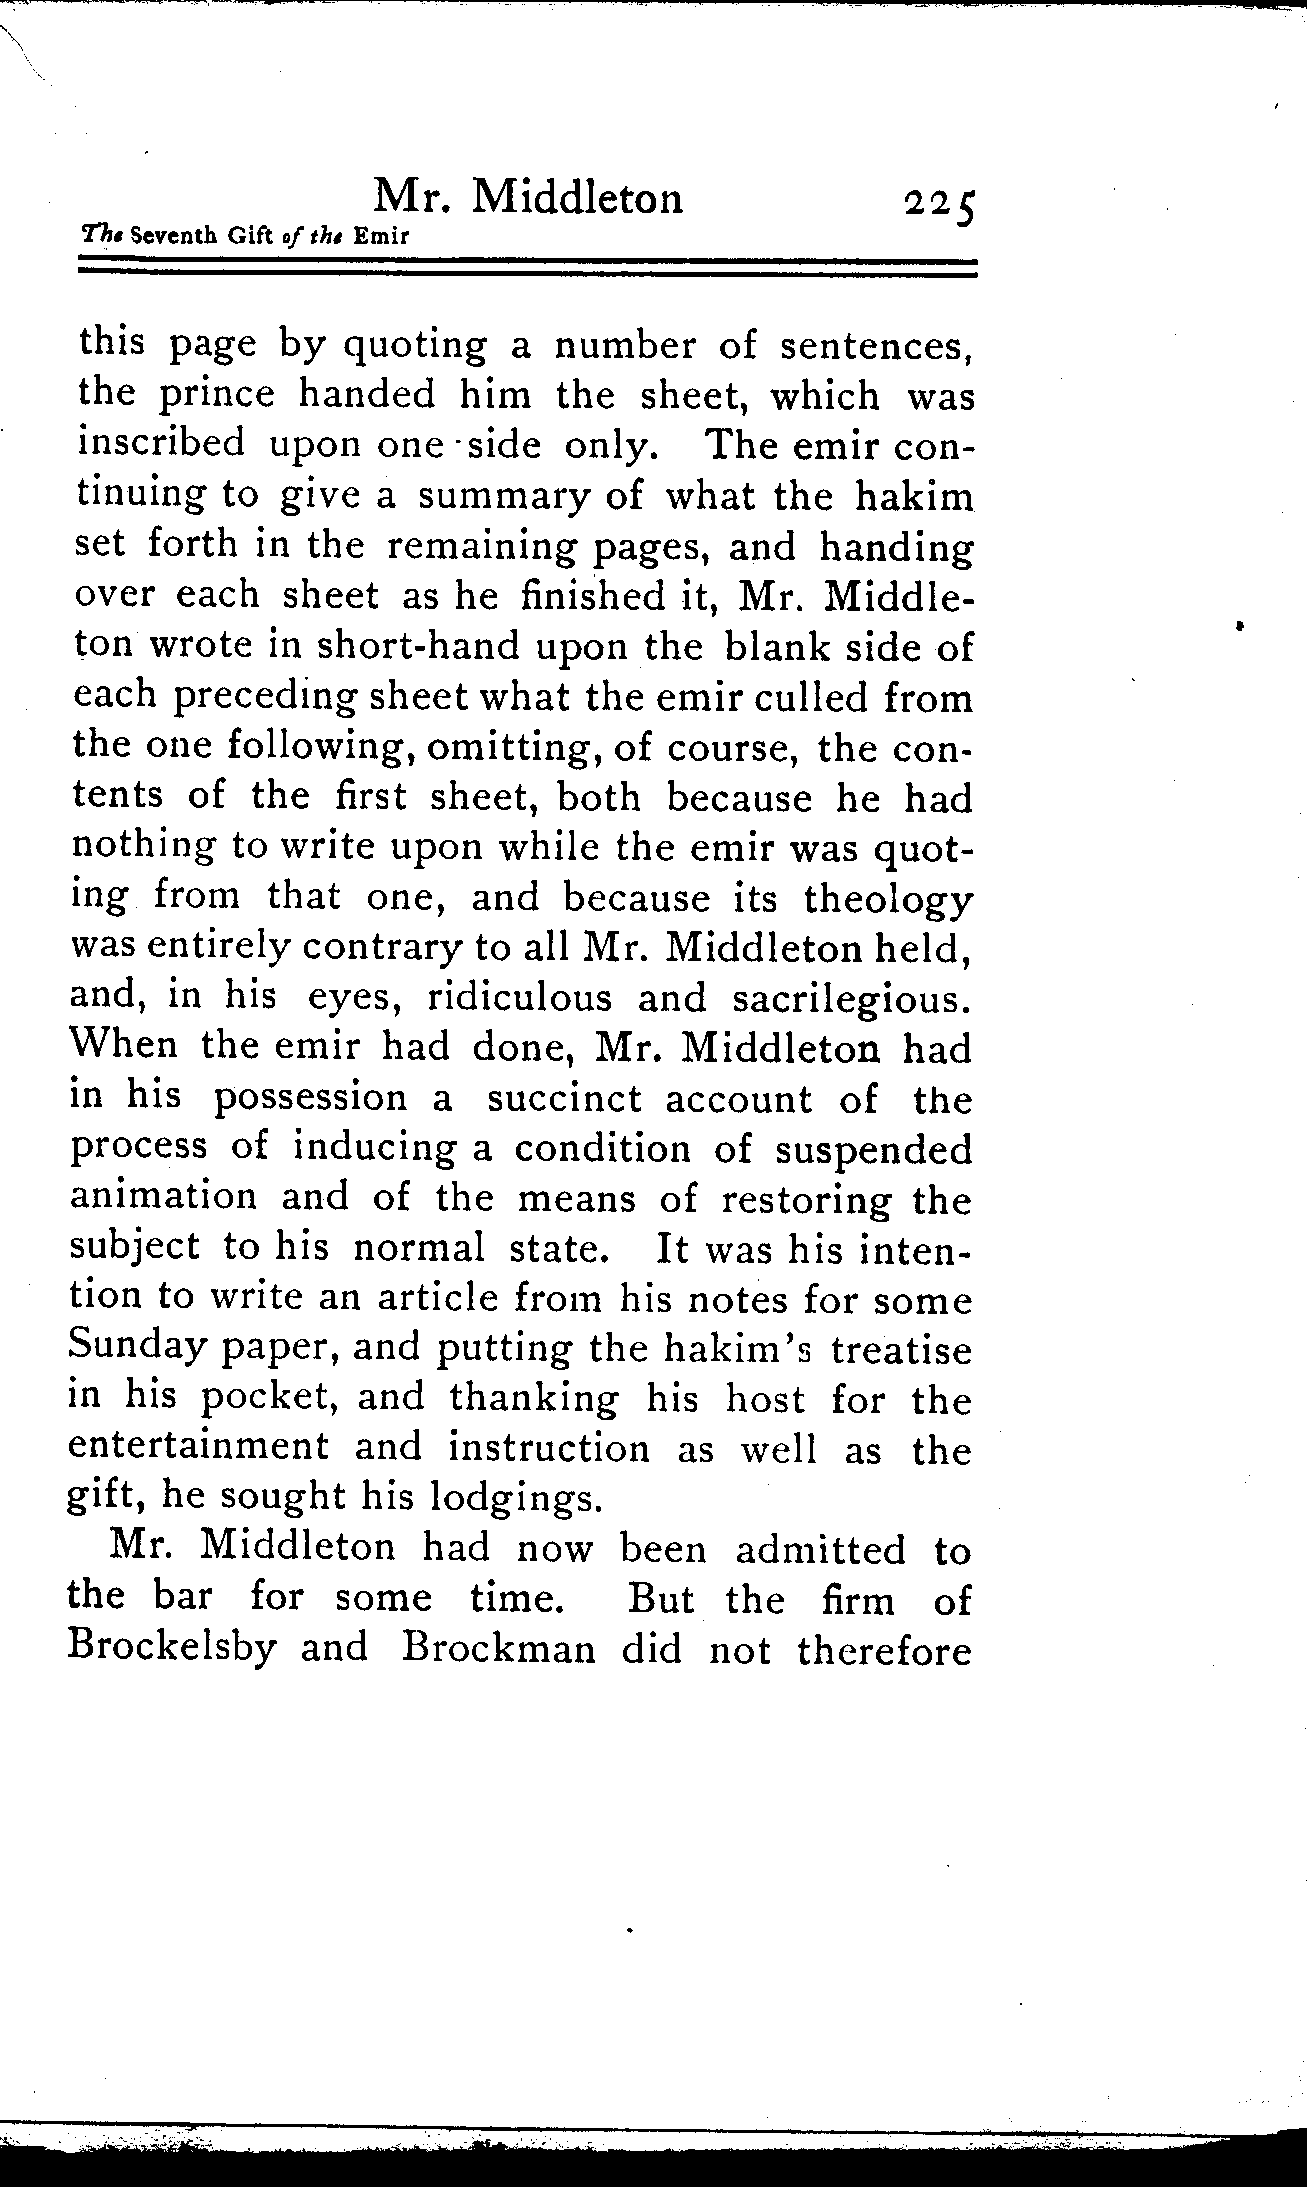 Mr. Middleton 225
The Seventh Gift of the Emir
this page by quoting a number of sentences,
the prince handed him the sheet, which was
inscribed upon one side only. The emir con-
tinuing to give a summary of what the hakim
set forth in the remaining pages, and handing
over each sheet as he finished it, Mr. Middle-
ton wrote in short-hand upon the blank side of
each preceding sheet what the emir culled from
the one following, omitting, of course, the con-
tents of the first sheet, both because he had
nothing to write upon while the emir was quot-
ing from that one, and because its theology
was entirely contrary to all Mr. Middleton held,
and, in his eyes, ridiculous and sacrilegious.
When the emir had done, Mr. Middleton had
in his possession a succinct account of the
process of inducing a condition of suspended
animation and of the means of restoring the
subject to his normal state. It was his inten-
tion to write an article from his notes for some
Sunday paper, and putting the hakim's treatise
in his pocket, and thanking his host for the
entertainment and instruction as well as the
gift, he sought his lodgings.
Mr. Middleton had now been admitted to
the bar for some time. But the firm of
Brockelsby and Brockman did not therefore